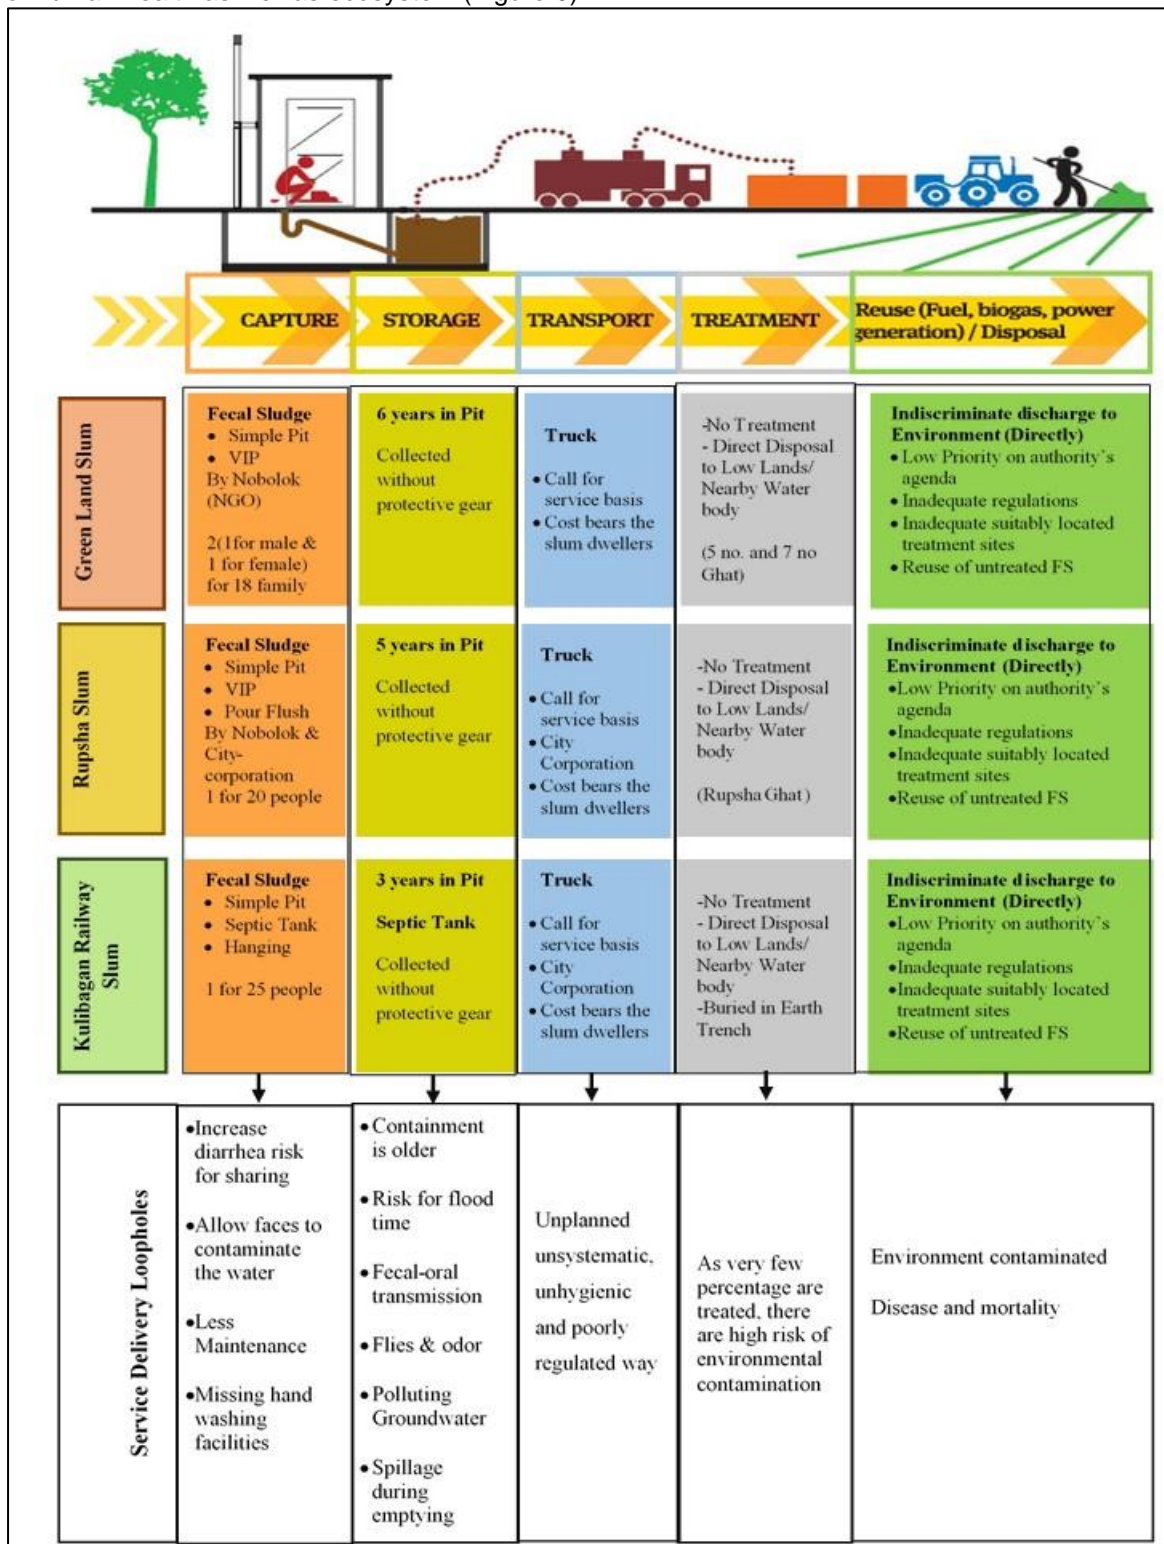 CAPTURE
STORAGE
TRANSPORT
TREATMENT
Reuse (Fuel, biogas, power
generation) / Disposal
Green Land Slum
Fecal Sludge
• Simple Pit
• VIP
By Nobolok
(NGO)
2(1for male &
1 for female)
for 18 family
6 years in Pit
Collected
without
protective gear
Truck
• Call for
service basis
• Cost bears the
slum dwellers
-No Treatment
- Direct Disposal
to Low Lands/
Nearby Water
body
(5 no. and 7 no
Ghat)
Indiscriminate discharge to
Environment (Directly)
• Low Priority on authority's
agenda
• Inadequate regulations
• Inadequate suitably located
treatment sites
• Reuse of untreated FS
Rupsha Slum
Fecal Sludge
• Simple Pit
• VIP
• Pour Flush
By Nobolok &
City-
corporation
1 for 20 people
5 years in Pit
Collected
without
protective gear
Truck
• Call for
service basis
• City
Corporation
• Cost bears the
slum dwellers
-No Treatment
- Direct Disposal
to Low Lands/
Nearby Water
body
(Rupsha Ghat )
Indiscriminate discharge to
Environment (Directly)
•Low Priority on authority's
agenda
•Inadequate regulations
•Inadequate suitably located
treatment sites
•Reuse of untreated FS
Kulibagan Railway
Slum
Fecal Sludge
• Simple Pit
• Septic Tank
• Hanging
1 for 25 people
3 years in Pit
Septic Tank
Collected
without
protective gear
Truck
• Call for
service basis
• City
Corporation
• Cost bears the
slum dwellers
-No Treatment
- Direct Disposal
to Low Lands/
Nearby Water
body
-Buried in Earth
Trench
Indiscriminate discharge to
Environment (Directly)
•Low Priority on authority's
agenda
•Inadequate regulations
•Inadequate suitably located
treatment sites
•Reuse of untreated FS
Service Delivery Loopholes
•Increase
diarrhea risk
for sharing
•Allow faces to
contaminate
the water
•Less
Maintenance
•Missing hand
washing
facilities
• Containment
is older
• Risk for flood
time
• Fecal-oral
transmission
• Flies & odor
• Polluting
Groundwater
• Spillage
during
emptying
Unplanned
unsystematic,
unhygienic
and poorly
regulated way
As very few
percentage are
treated, there
are high risk of
environmental
contamination
Environment contaminated
Disease and mortality